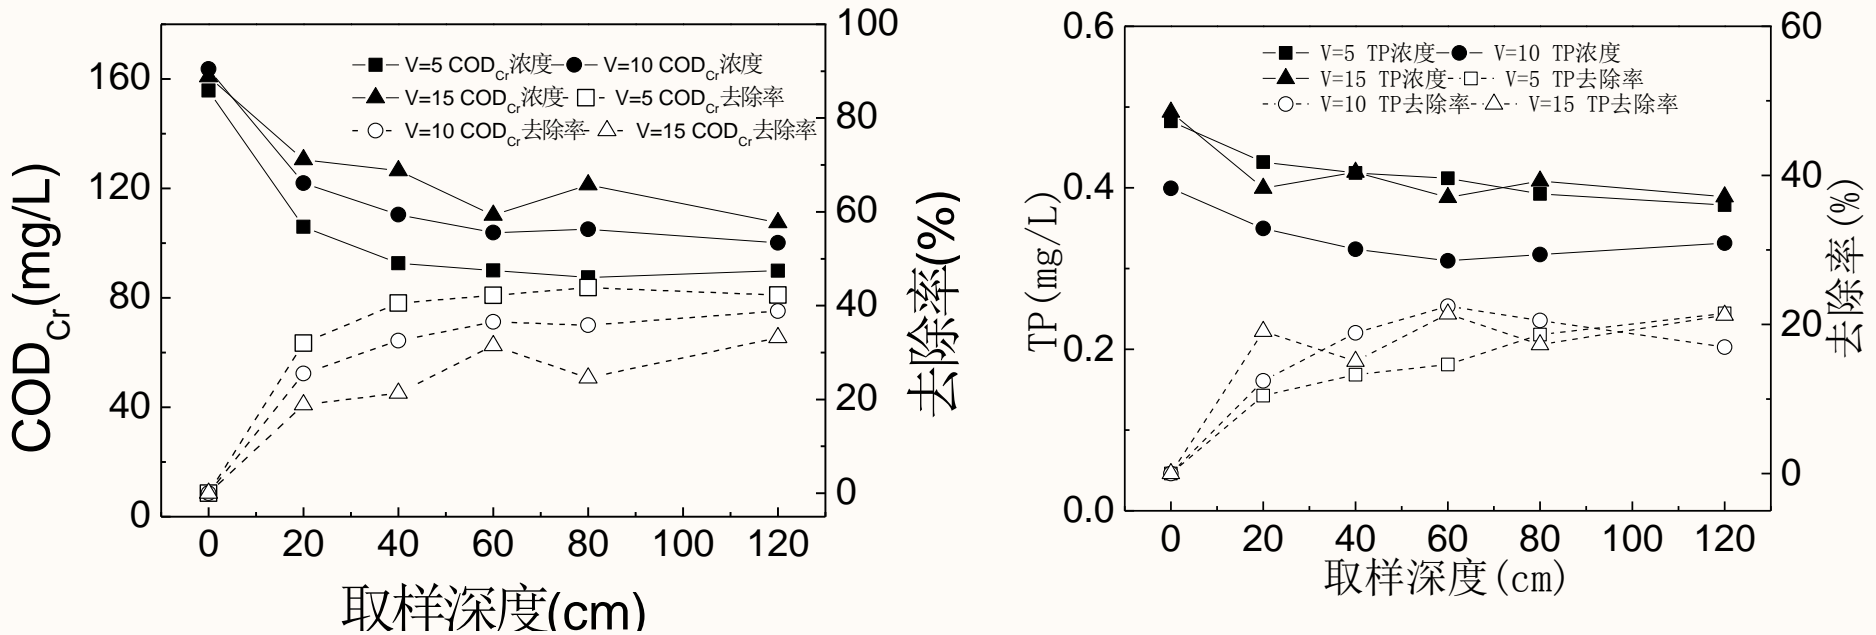 100
160
80
120
60
80
40
40
20
0
0
COD_Cr(mg/L)
去除率(%)
V=5 COD_Cr浓度 V=10 COD_Cr浓度
V=15 COD_Cr浓度 V=5 COD_Cr去除率
V=10 COD_Cr去除率 V=15 COD_Cr去除率
0 20 40 60 80 100 120
取样深度(cm)
0.6
60
0.4
40
0.2
20
0
0.0
TP(mg/L)
去除率(%)
V=5 TP浓度 V=10 TP浓度
V=15 TP浓度 V=5 TP去除率
V=10 TP去除率 V=15 TP去除率
0 20 40 60 80 100 120
取样深度(cm)